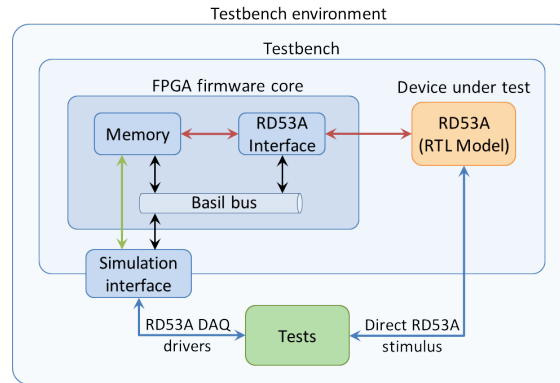 Testbench environment
Testbench
FPGA firmware core
Device under test
Memory
RD53A
Interface
RD53A
(RTL Model)
Basil bus
Simulation
interface
RD53A DAQ
drivers
Tests
Direct RD53A
stimulus